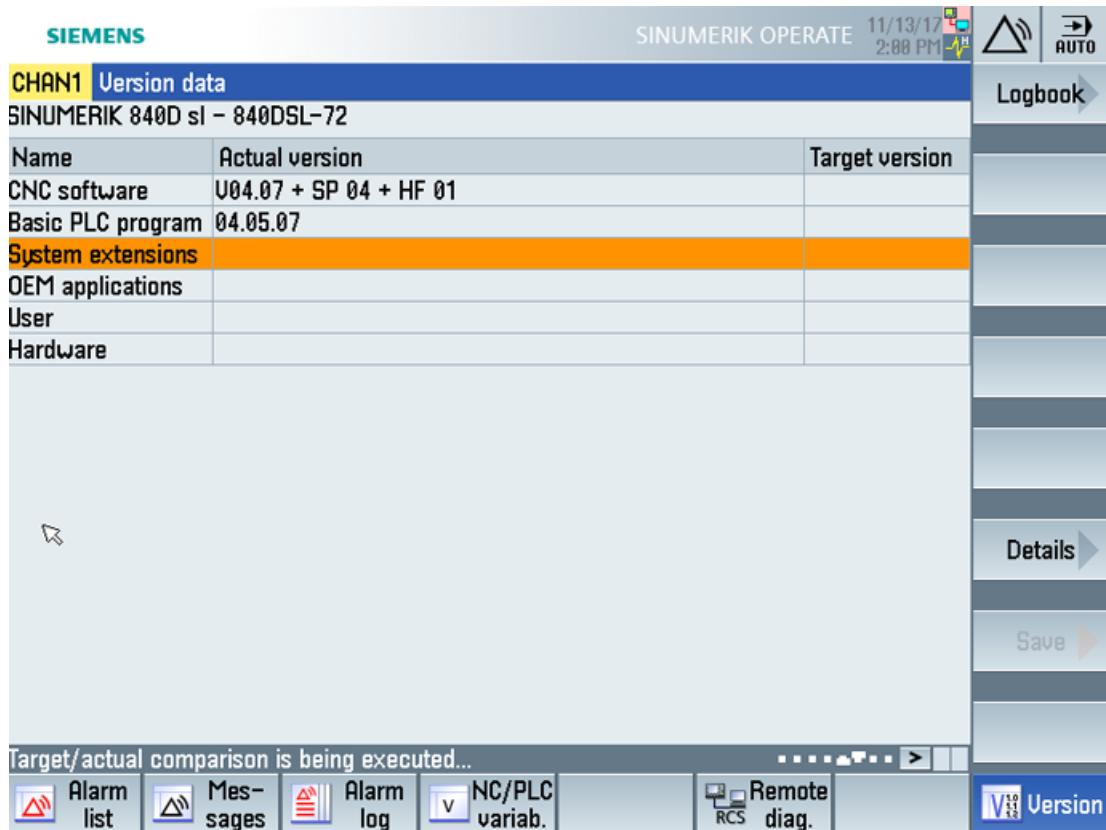 SIEMENS
SINUMERIK OPERATE
11/13/17
2:00 PM
AUTO
CHAN1 Version data
Logbook
SINUMERIK 840D sl - 840DSL-72
Name Actual version Target version
CNC software V04.07 + SP 04 + HF 01
Basic PLC program 04.05.07
System extensions
OEM applications
User
Hardware
Details
Save
Target/actual comparison is being executed...
>
Alarm
list
Mes-
sages
Alarm
log
V
NC/PLC
variab.
RCS
Remote
diag.
Version